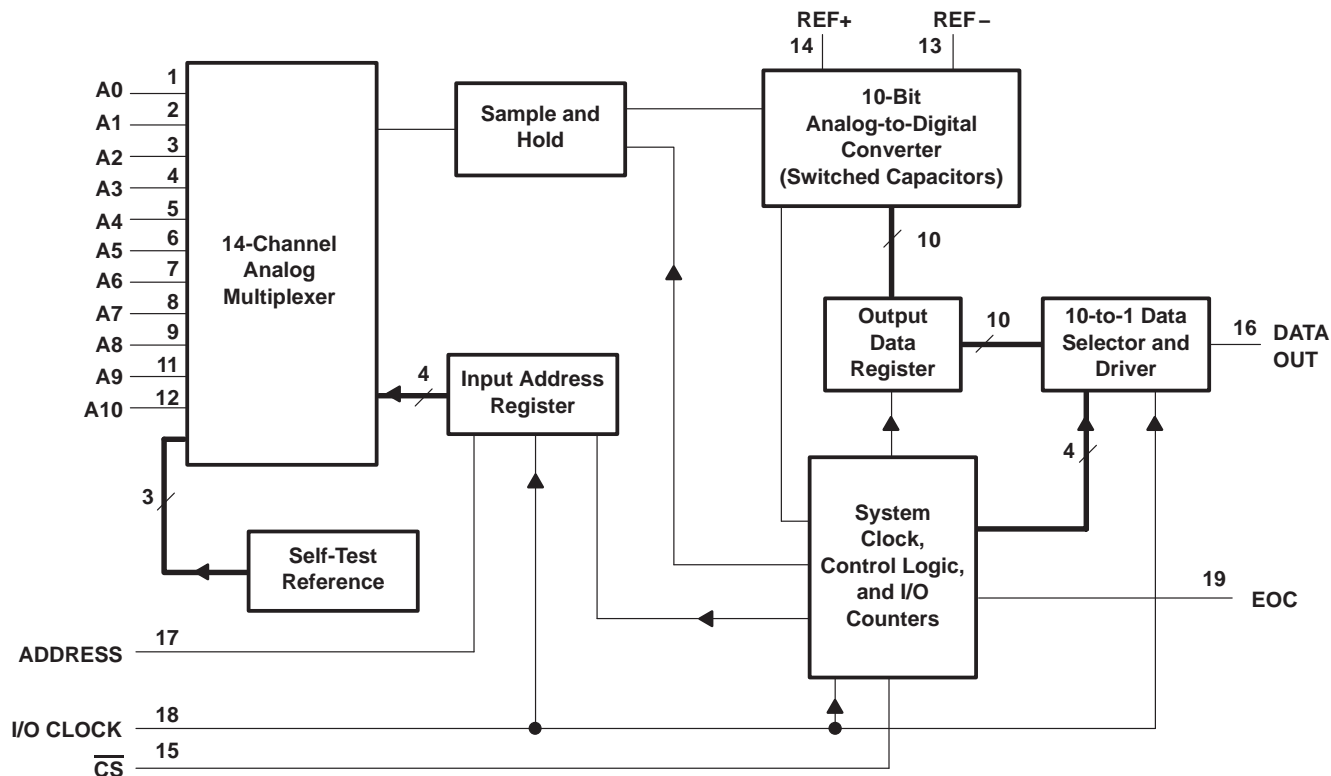 REF+
REF–
14
13
1
A0
2
A1
3
A2
4
A3
5
A4
6
A5
7
A6
8
A7
9
A8
11
A9
12
A10
14-Channel
Analog
Multiplexer
Sample and
Hold
10-Bit
Analog-to-Digital
Converter
(Switched Capacitors)
10
4
Input Address
Register
Output
Data
Register
10
10-to-1 Data
Selector and
Driver
16
DATA
OUT
4
3
Self-Test
Reference
System
Clock,
Control Logic,
and I/O
Counters
19
EOC
17
ADDRESS
18
I/O CLOCK
15
C̅S̅